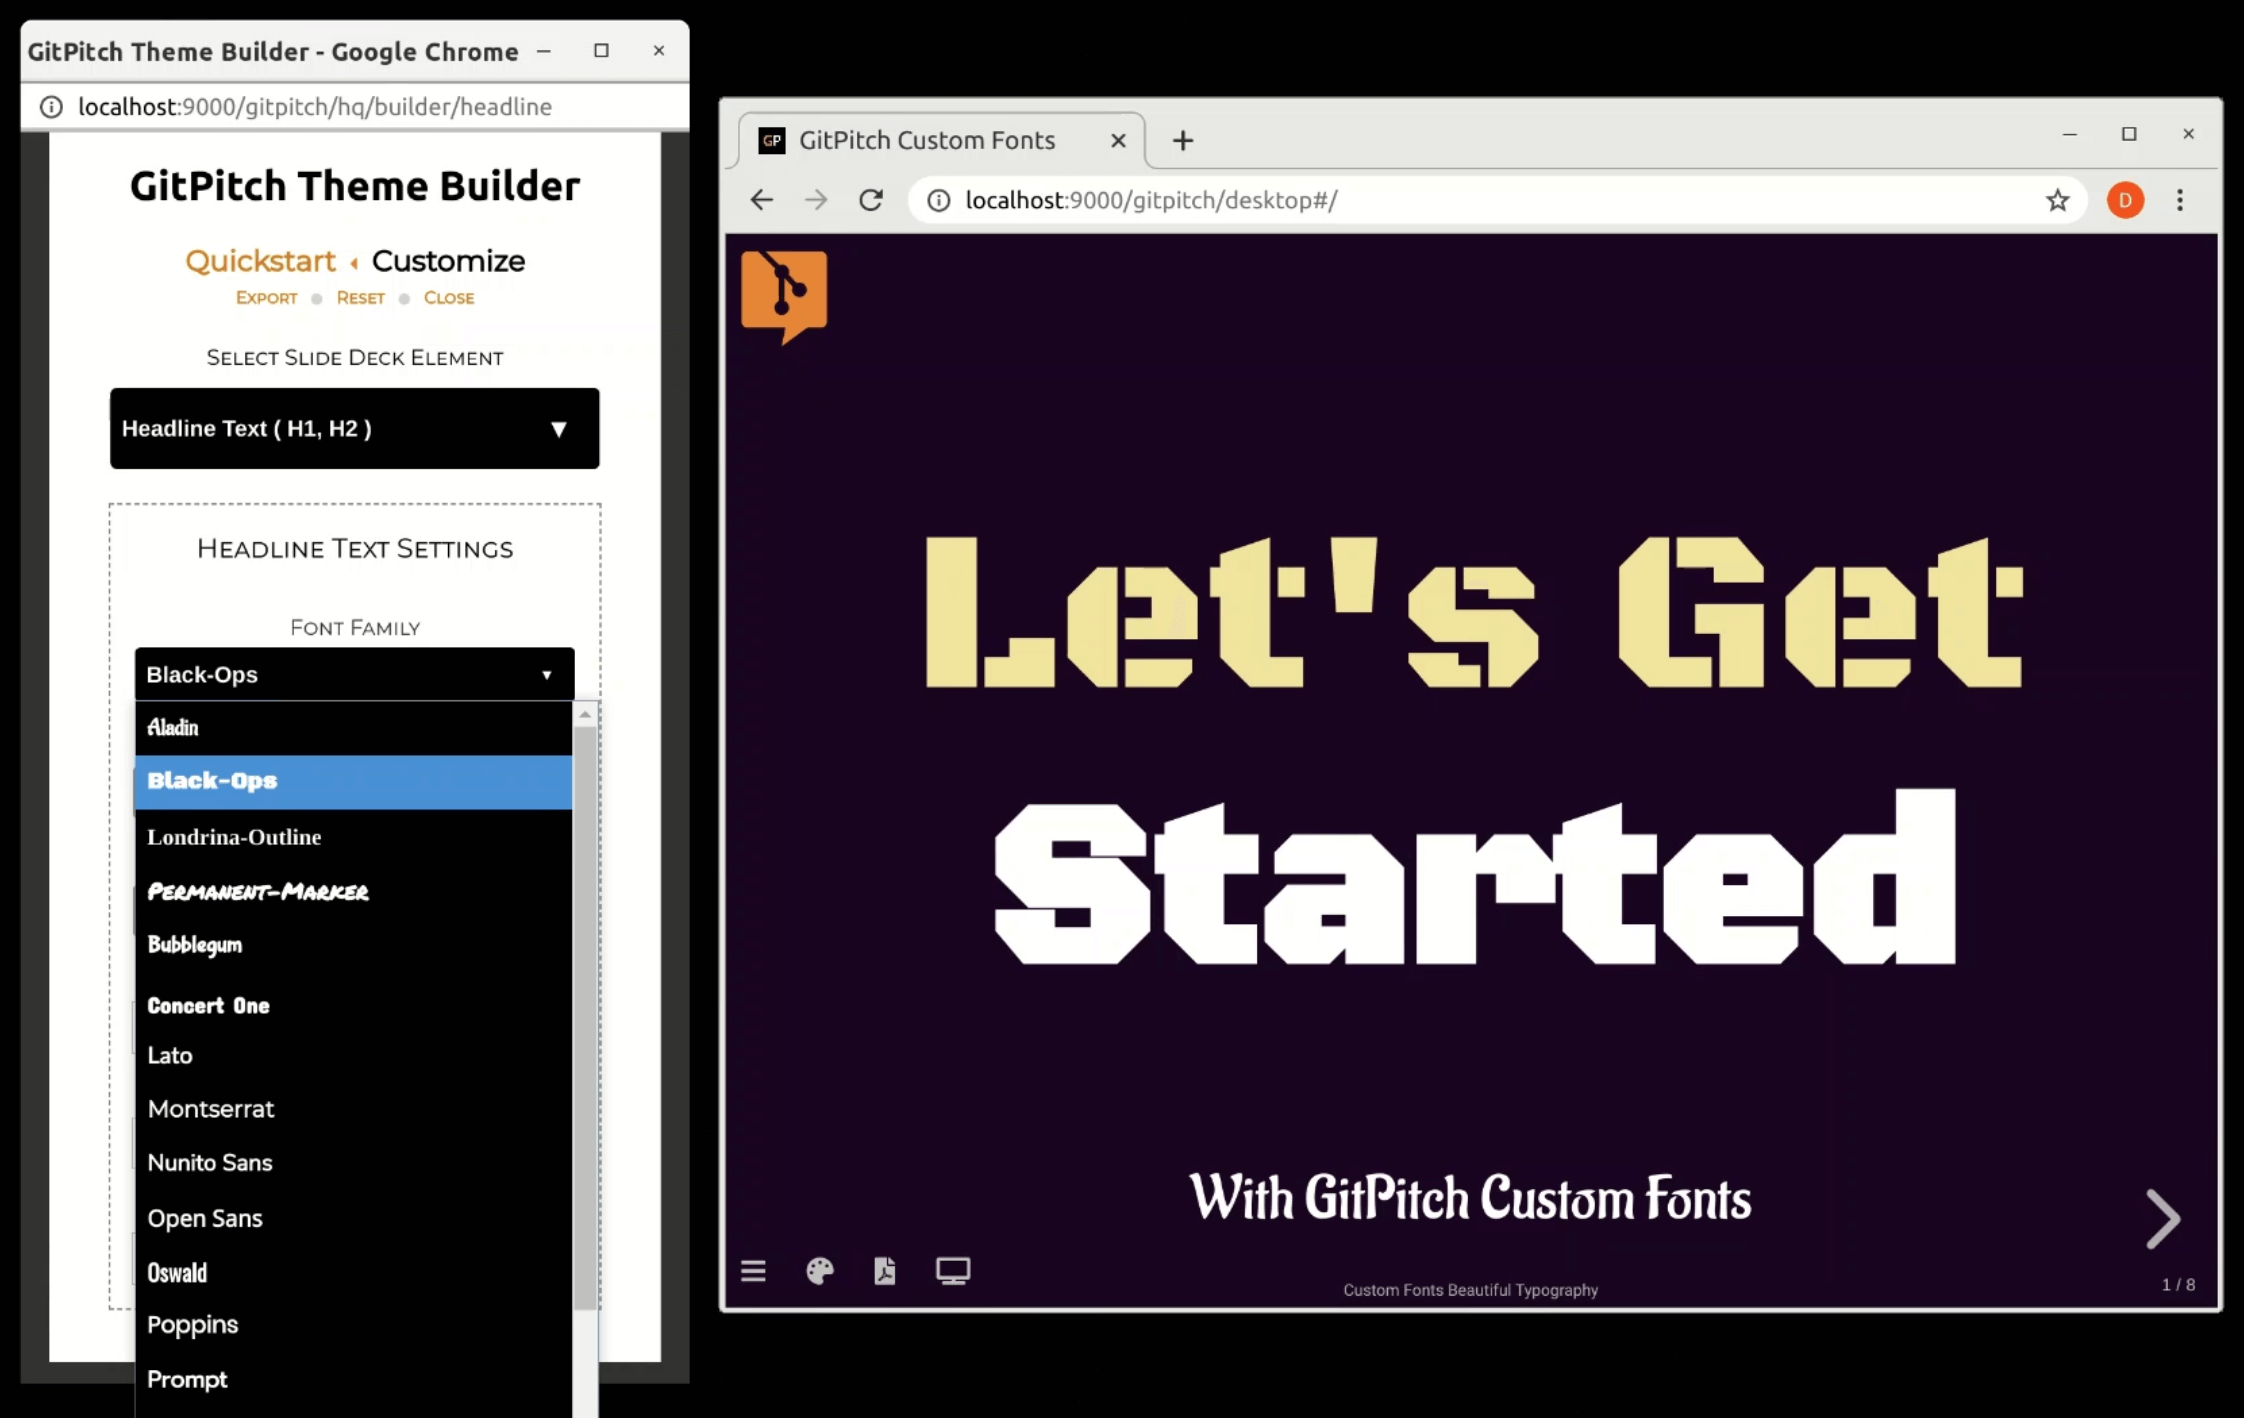 GitPitch Theme Builder - Google Chrome
localhost:9000/gitpitch/hq/builder/headline
GitPitch Theme Builder
Quickstart Customize
Export Reset Close
Select Slide Deck Element
Headline Text ( H1, H2 )
Headline Text Settings
Font Family
Black-Ops
Aladin
Black-Ops
Londrina-Outline
Permanent-Marker
Bubblegum
Concert One
Lato
Montserrat
Nunito Sans
Open Sans
Oswald
Poppins
Prompt
GP GitPitch Custom Fonts
localhost:9000/gitpitch/desktop#/
D
Let's Get
Started
With GitPitch Custom Fonts
Custom Fonts Beautiful Typography
1 / 8